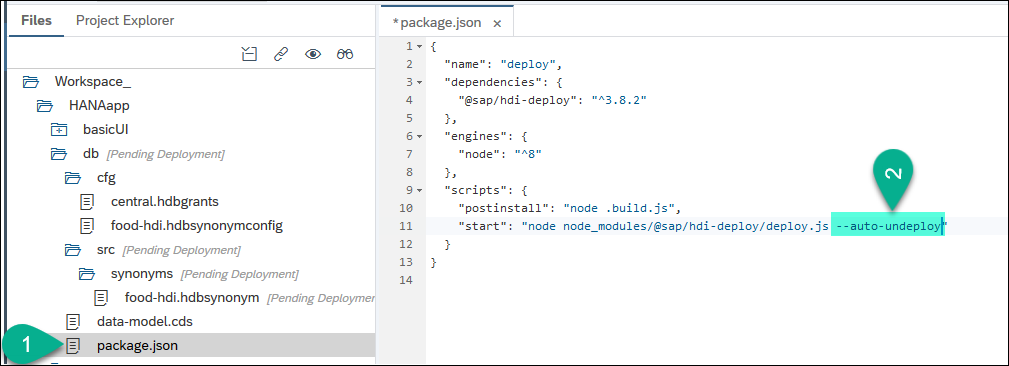 Files Project Explorer
Workspace_
HANAapp
basicUI
db [Pending Deployment]
cfg
central.hdbgrants
food-hdi.hdbsynonymconfig
src [Pending Deployment]
synonyms
food-hdi.hdbsynonym [Pending Deploymer
data-model.cds
1 package.json
*package.json ×
1 {
2 "name": "deploy",
3 "dependencies": {
4 "@sap/hdi-deploy": "^3.8.2"
5 },
6 "engines": {
7 "node": "^8"
8 },
9 "scripts": {
10 "postinstall": "node .build.js",
11 "start": "node node_modules/@sap/hdi-deploy/deploy.js --auto-undeploy"
12 }
13 }
14
2